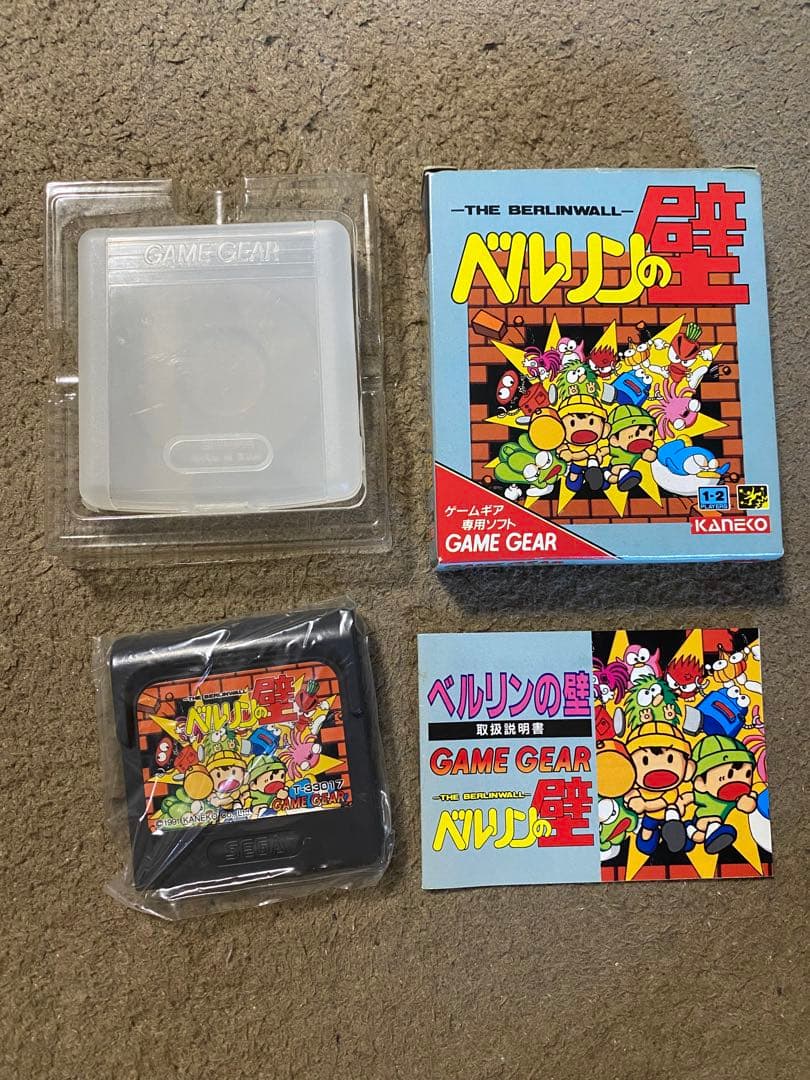 GAME GEAR
-THE BERLINWALL-
ベルリンの壁
ゲームギア
専用ソフト
GAME GEAR
1-2
PLAYERS
KANEKO
-THE BERLINWALL-
ベルリンの壁
T-33017
GAME GEAR
©1991 KANEKO CO., LTD.
SEGA
ベルリンの壁
取扱説明書
GAME GEAR
-THE BERLINWALL-
ベルリンの壁